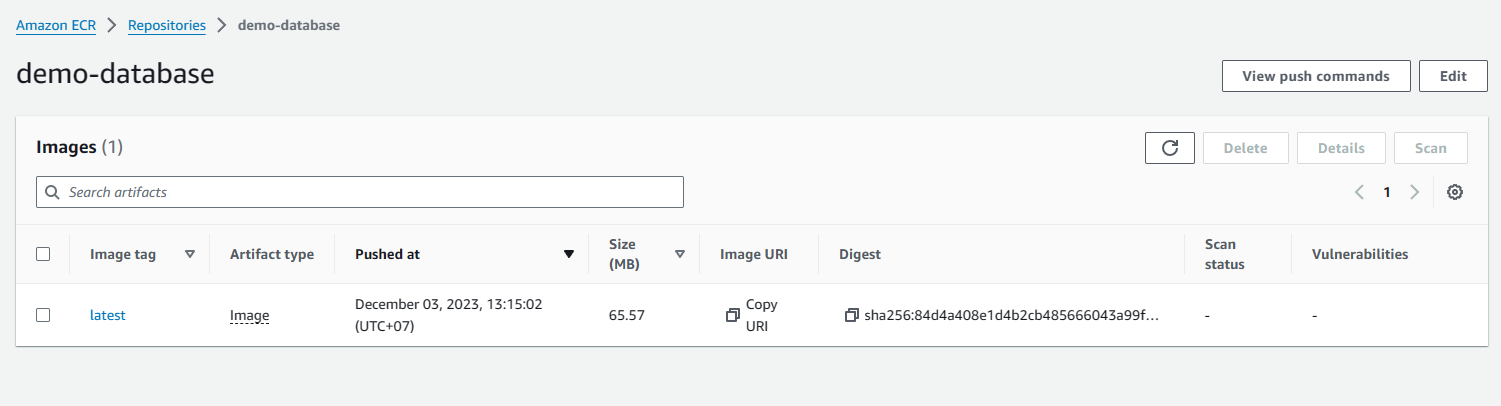 Amazon ECR > Repositories > demo-database
demo-database
View push commands
Edit
Images (1)
Delete
Details
Scan
Search artifacts
1
Image tag
Artifact type
Pushed at
Size
(MB)
Image URI
Digest
Scan
status
Vulnerabilities
latest
Image
December 03, 2023, 13:15:02
(UTC+07)
65.57
Copy
URI
sha256:84d4a408e1d4b2cb485666043a99f...
-
-